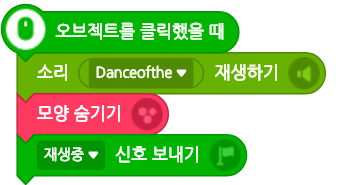 오브젝트를 클릭했을 때
소리 Danceofthe 재생하기
모양 숨기기
재생중 신호 보내기